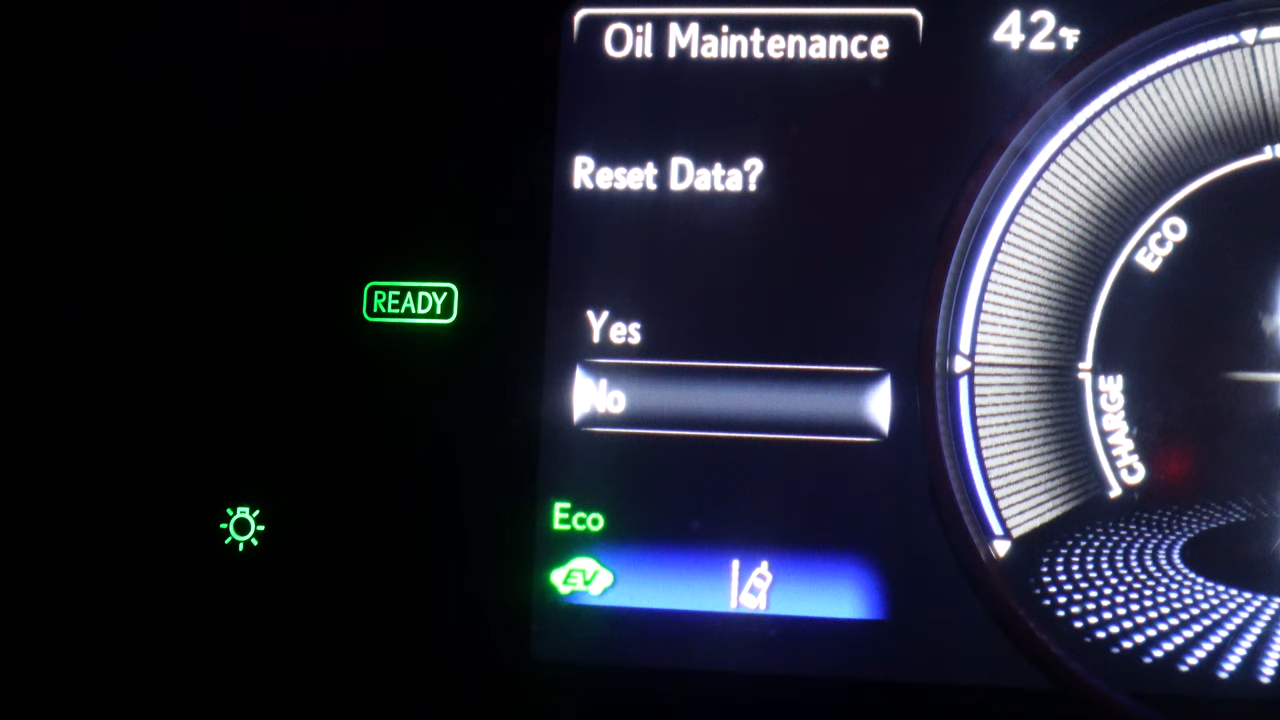 Oil Maintenance
42°F
Reset Data?
READY
Yes
No
Eco
EV
ECO
CHARGE